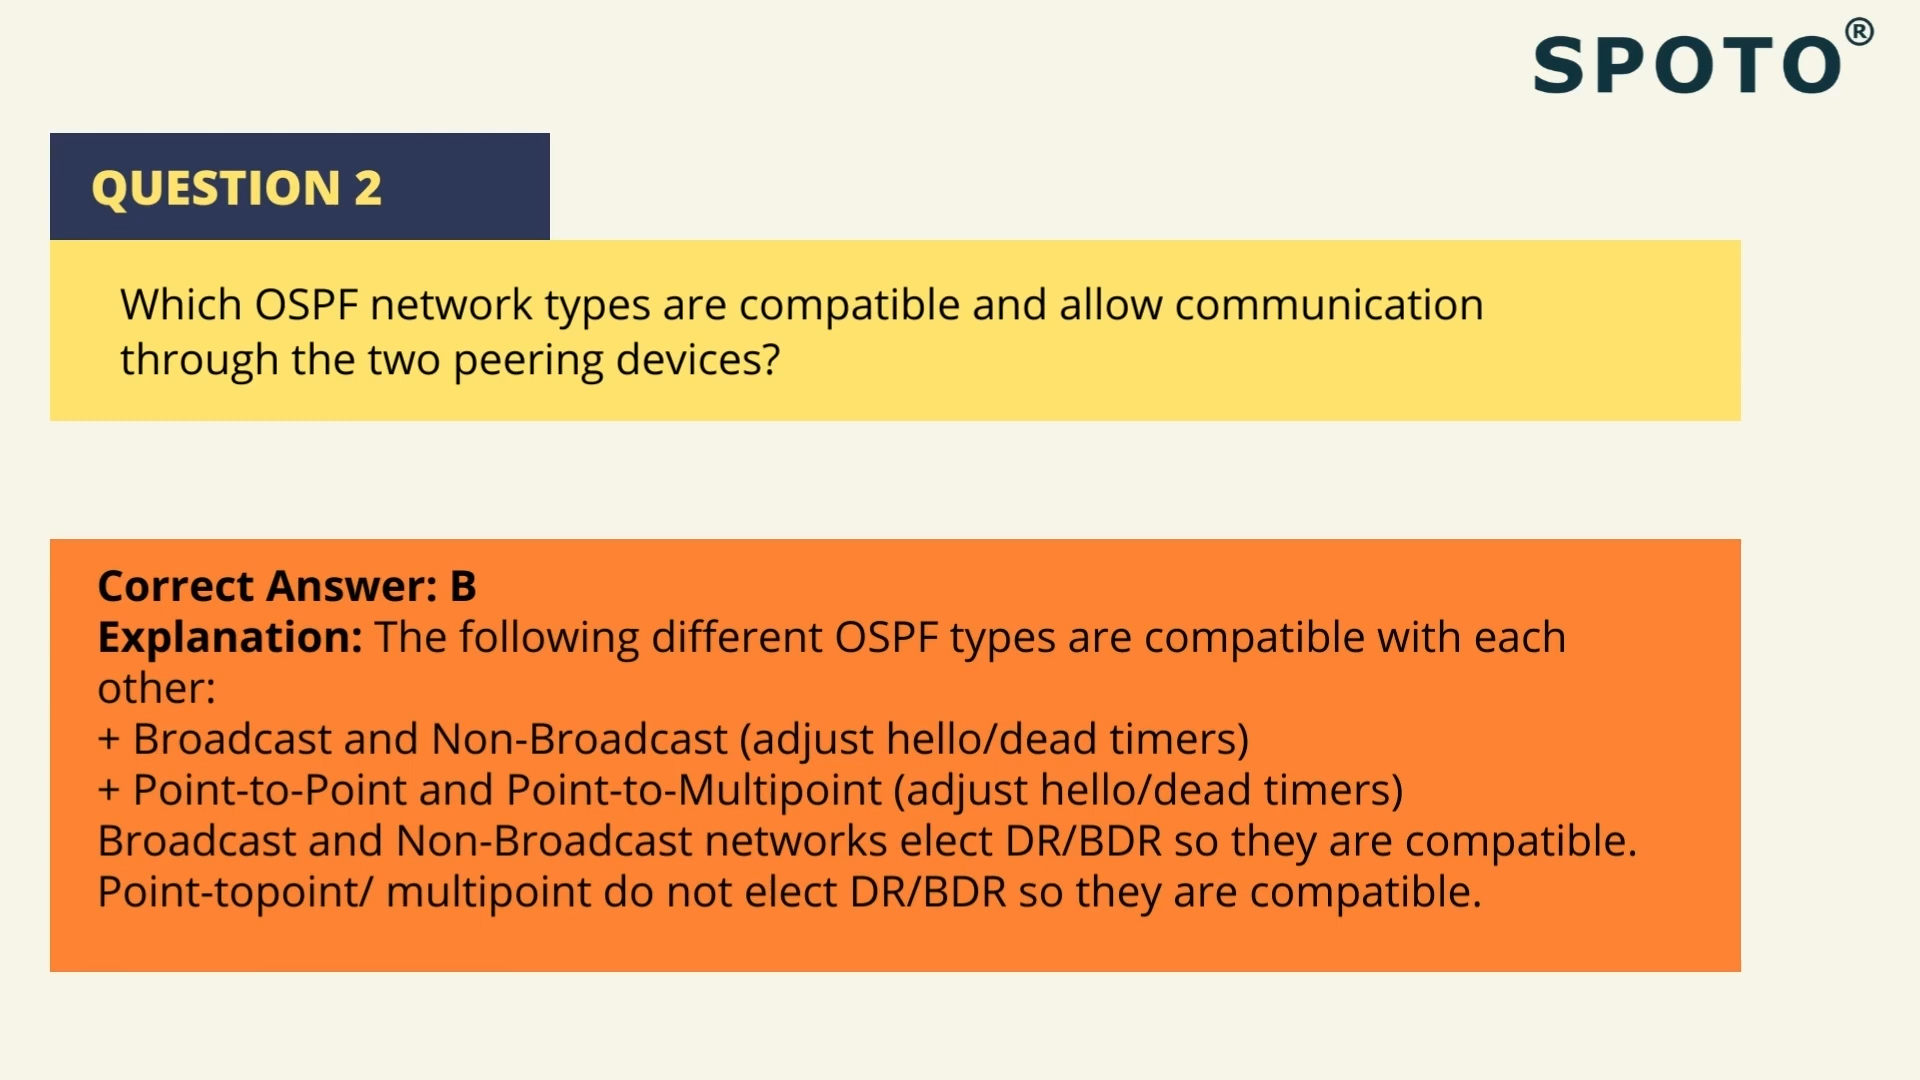 SPOTO®
QUESTION 2
Which OSPF network types are compatible and allow communication
through the two peering devices?
Correct Answer: B
Explanation: The following different OSPF types are compatible with each
other:
+ Broadcast and Non-Broadcast (adjust hello/dead timers)
+ Point-to-Point and Point-to-Multipoint (adjust hello/dead timers)
Broadcast and Non-Broadcast networks elect DR/BDR so they are compatible.
Point-topoint/ multipoint do not elect DR/BDR so they are compatible.